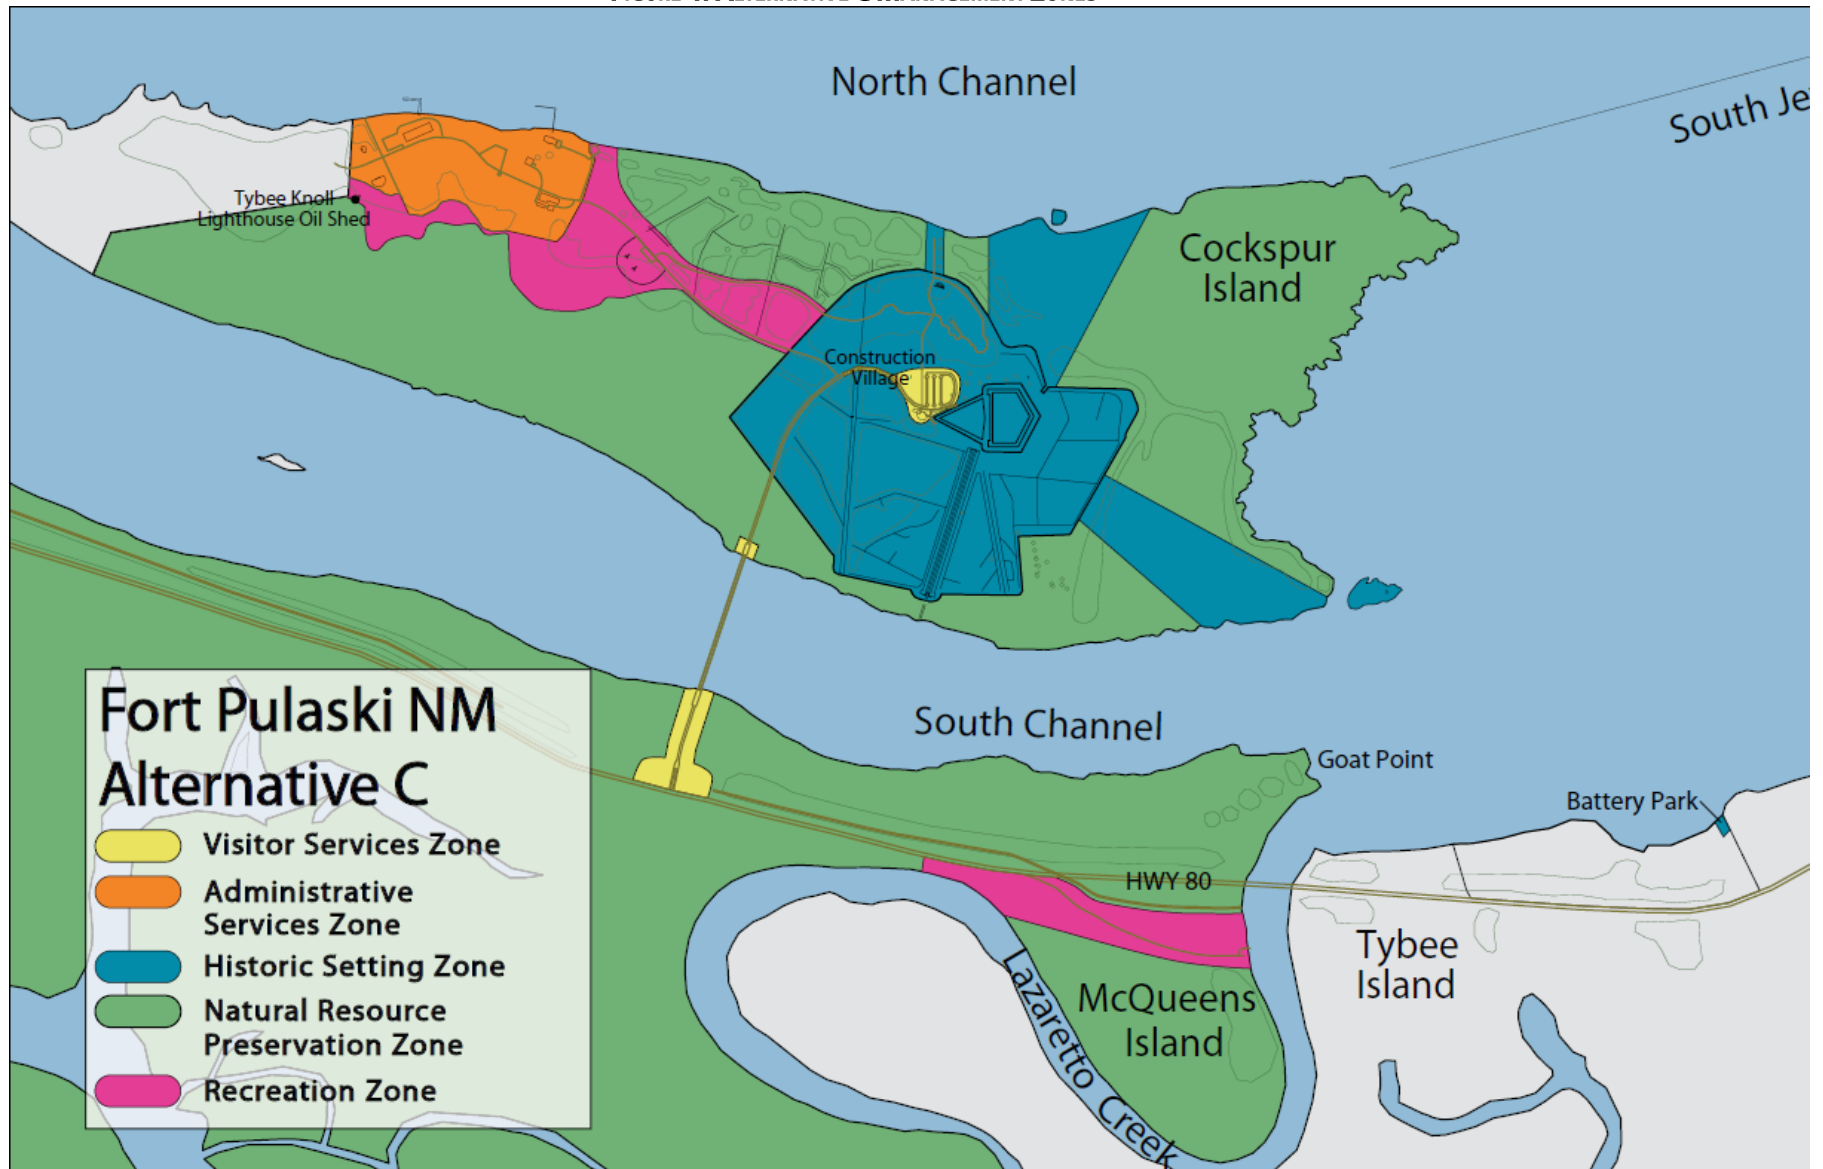 North Channel
South Je
Tybee Knoll
Lighthouse Oil Shed
Cockspur
Island
Construction
Village
South Channel
Goat Point
Battery Park
HWY 80
Tybee
Island
McQueens
Island
Lazaretto Creek
Fort Pulaski NM
Alternative C
Visitor Services Zone
Administrative
Services Zone
Historic Setting Zone
Natural Resource
Preservation Zone
Recreation Zone